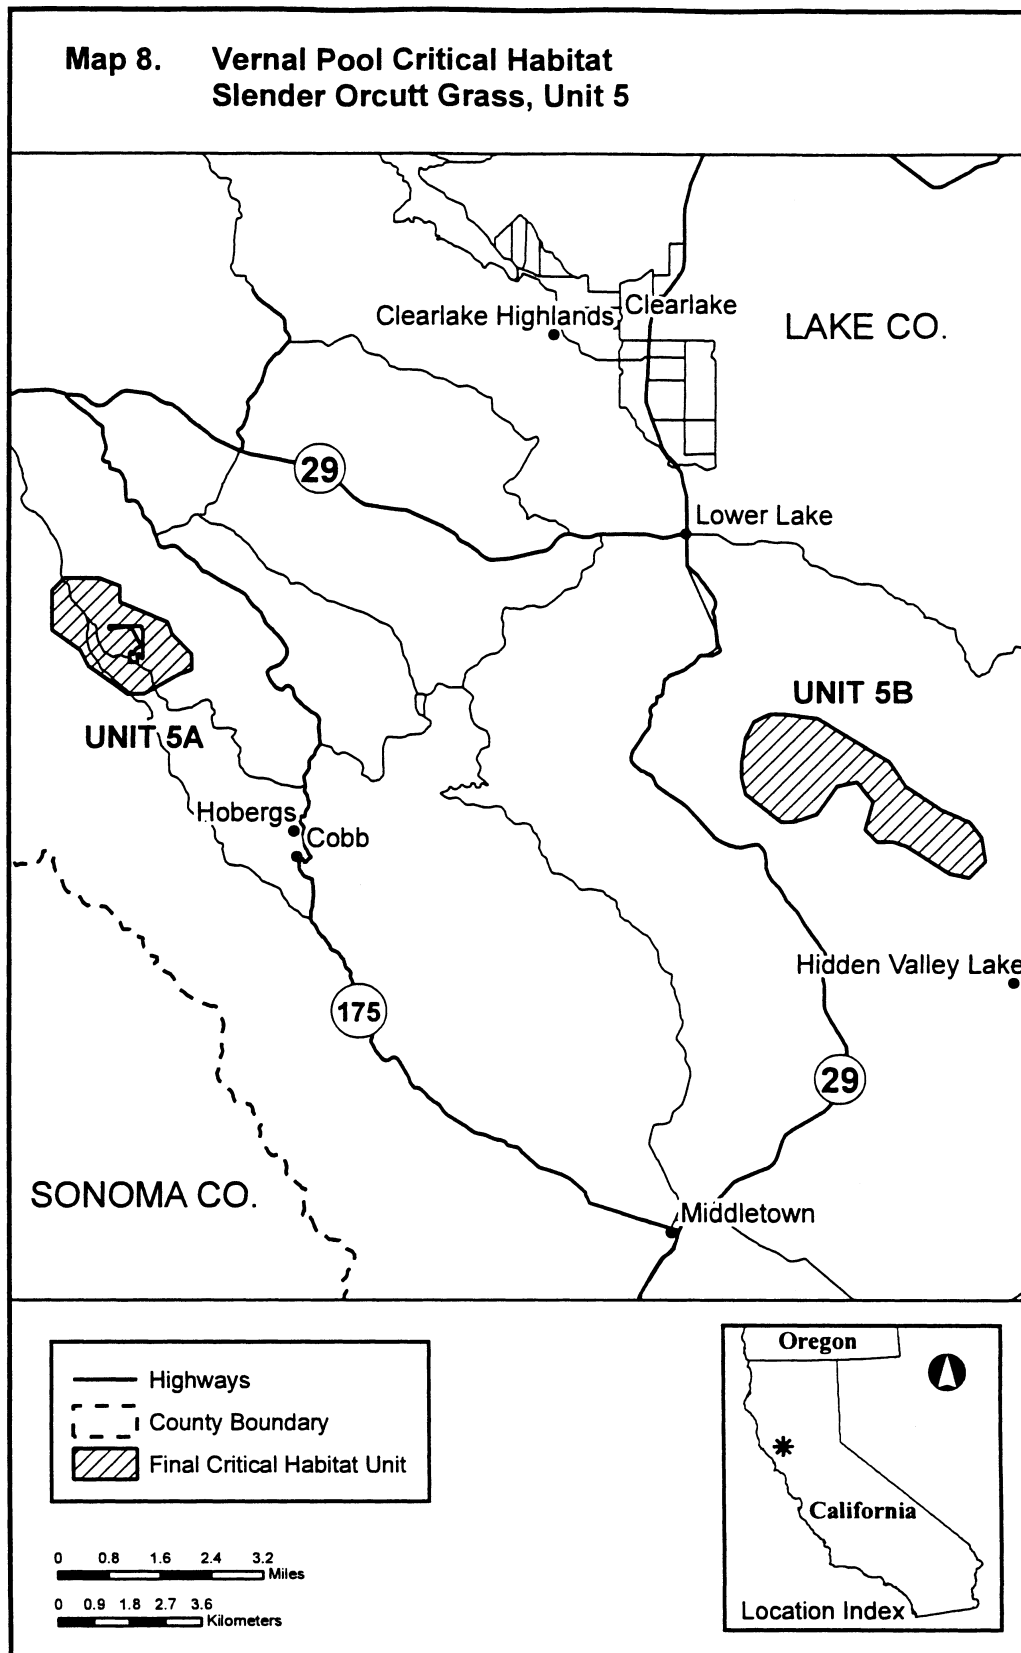 Map 8. Vernal Pool Critical Habitat
Slender Orcutt Grass, Unit 5
Clearlake Highlands
Clearlake
LAKE CO.
29
Lower Lake
UNIT 5B
UNIT 5A
Hobergs
Cobb
Hidden Valley Lake
175
29
SONOMA CO.
Middletown
Highways
County Boundary
Final Critical Habitat Unit
0 0.8 1.6 2.4 3.2
Miles
0 0.9 1.8 2.7 3.6
Kilometers
Oregon
California
Location Index